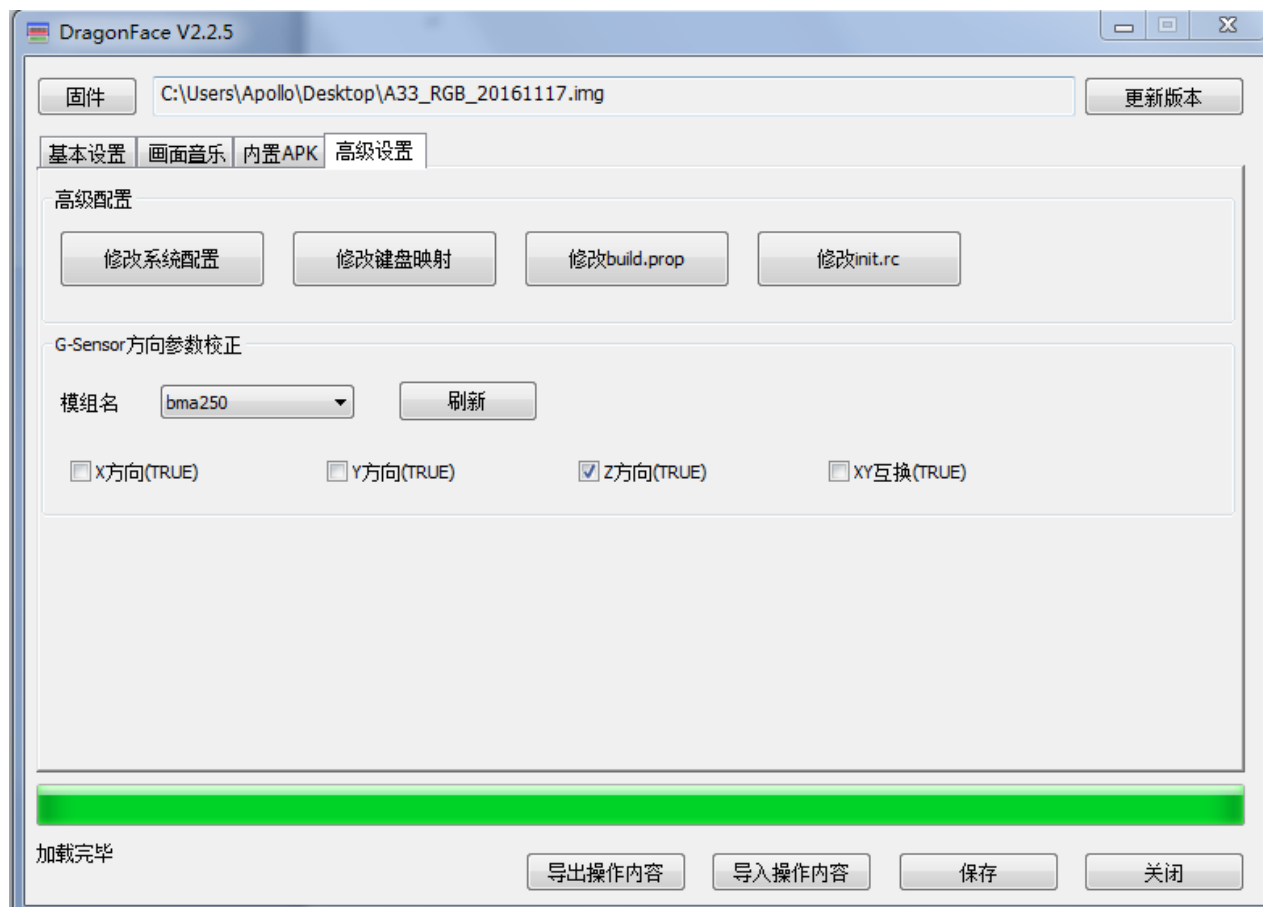 DragonFace V2.2.5
固件 C:\Users\Apollo\Desktop\A33_RGB_20161117.img 更新版本
基本设置 画面音乐 内置APK 高级设置
高级配置
修改系统配置 修改键盘映射 修改build.prop 修改init.rc
G-Sensor方向参数校正
模组名 bma250 刷新
X方向(TRUE) Y方向(TRUE) Z方向(TRUE) XY互换(TRUE)
加载完毕
导出操作内容 导入操作内容 保存 关闭